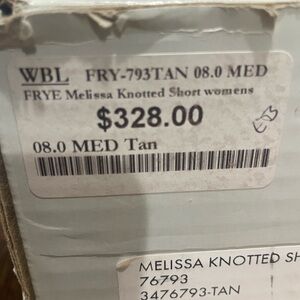 WBL FRY-793TAN 08.0 MED
FRYE Melissa Knotted Short womens
$328.00
08.0 MED Tan
MELISSA KNOTTED SH
76793
3476793-TAN